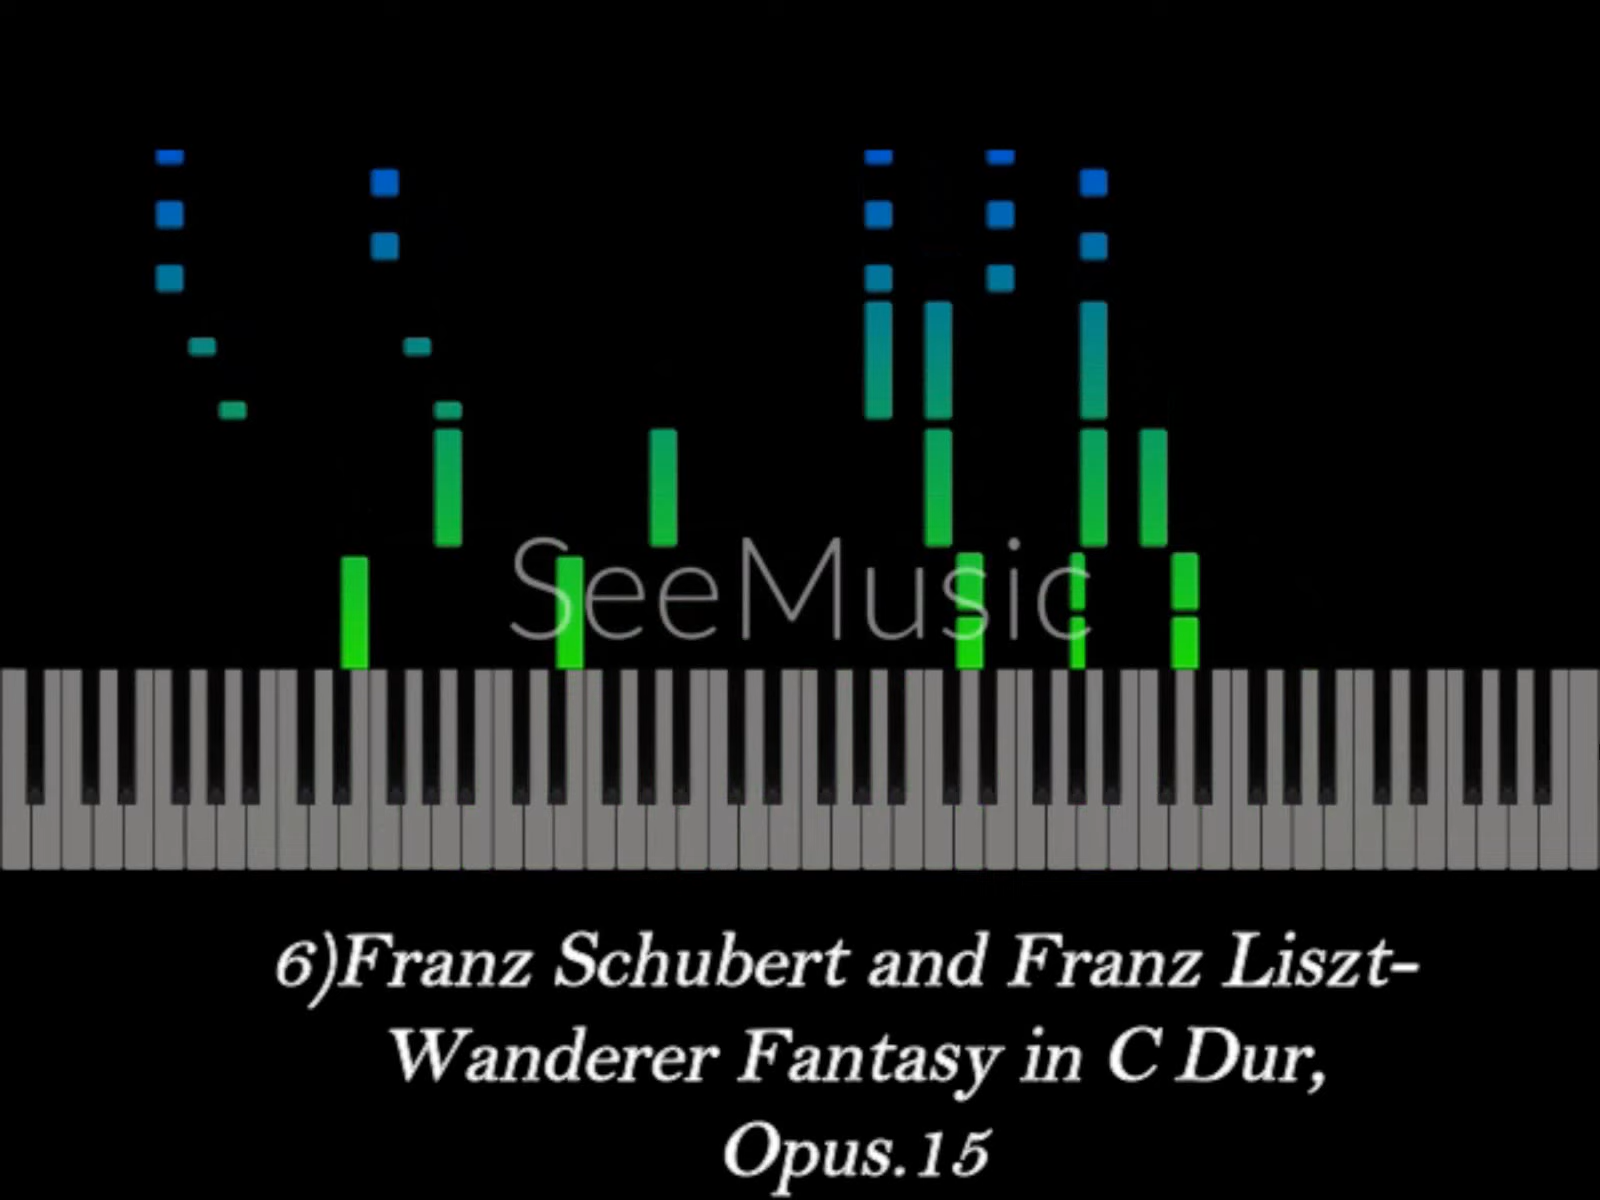 SeeMusic
6)Franz Schubert and Franz Liszt-
Wanderer Fantasy in C Dur,
Opus.15